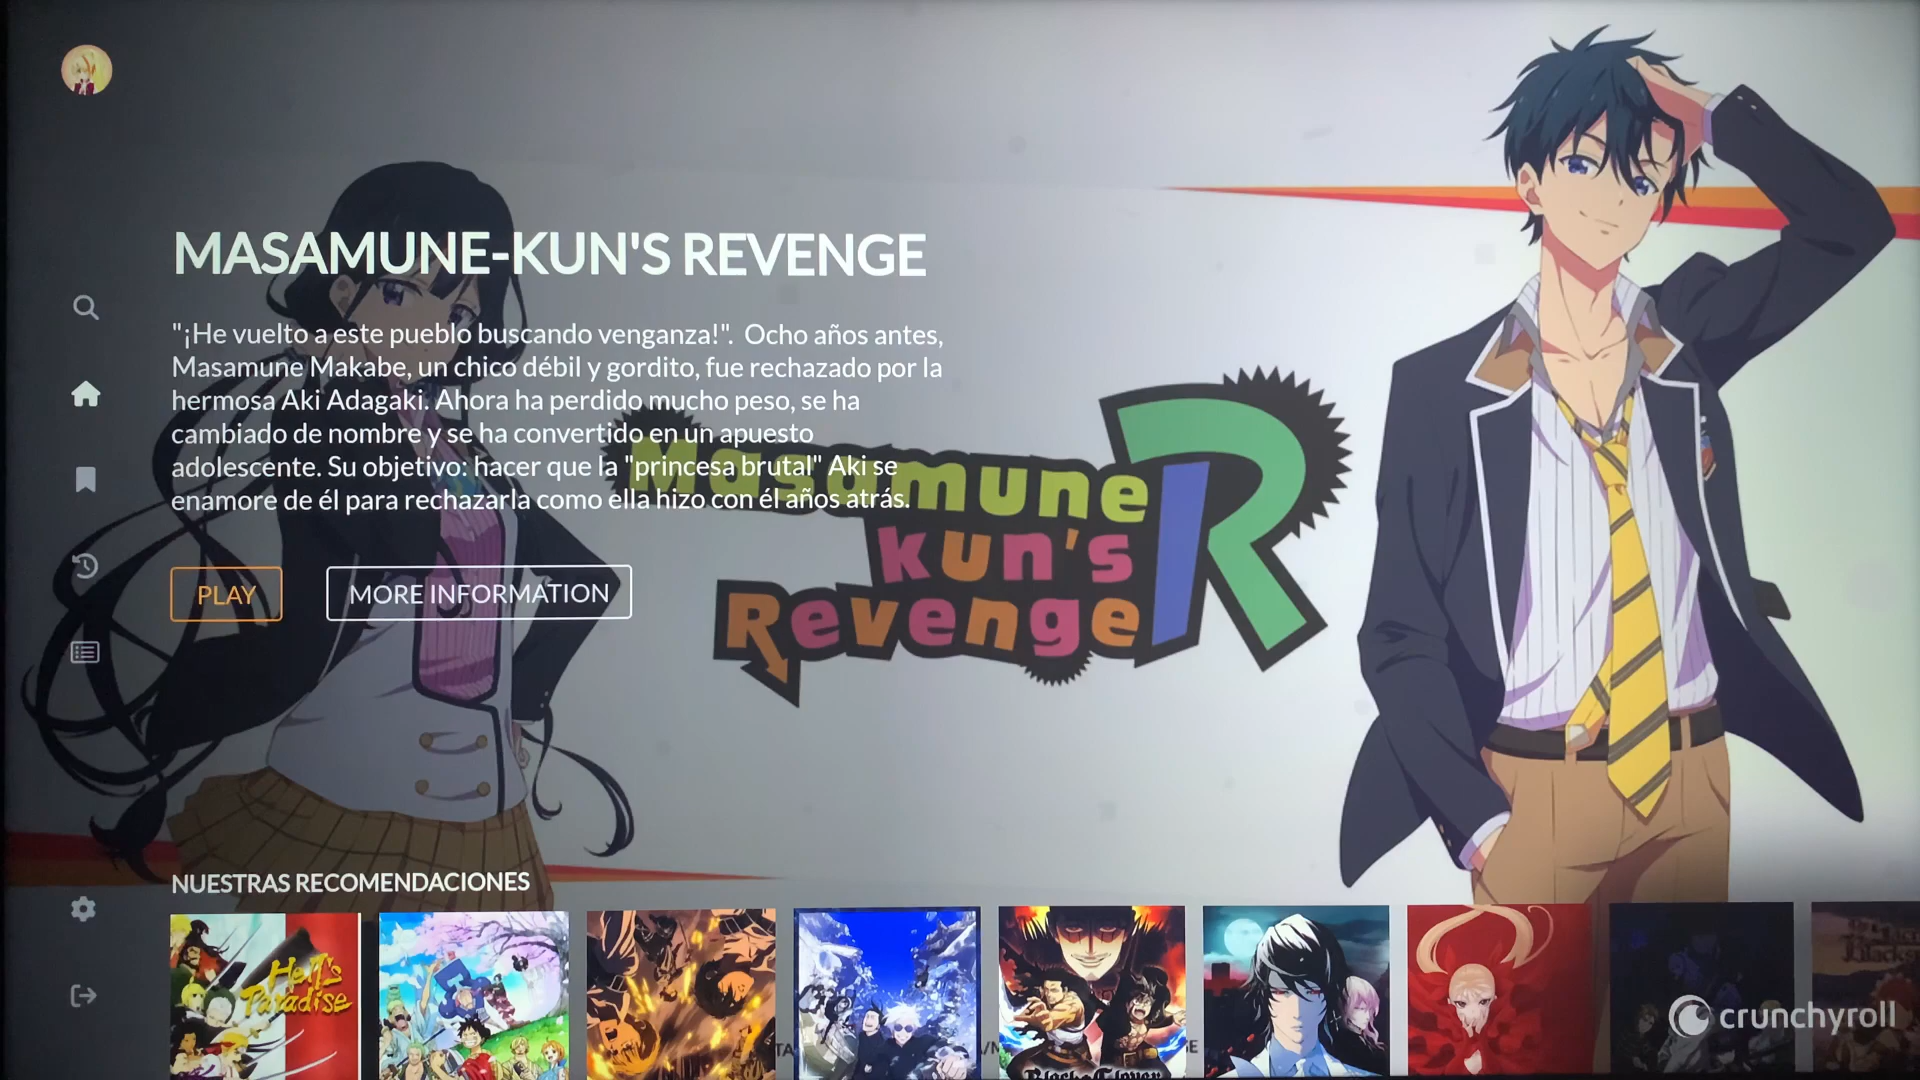 MASAMUNE-KUN'S REVENGE
"¡He vuelto a este pueblo buscando venganza!". Ocho años antes,
Masamune Makabe, un chico débil y gordito, fue rechazado por la
hermosa Aki Adagaki. Ahora ha perdido mucho peso, se ha
cambiado de nombre y se ha convertido en un apuesto
adolescente. Su objetivo: hacer que la "princesa brutal" Aki se
enamore de él para rechazarla como ella hizo con él años atrás.
PLAY
MORE INFORMATION
Masamune
kun's
Revenge
R
NUESTRAS RECOMENDACIONES
Hell's
Paradise
Black Clover
crunchyroll